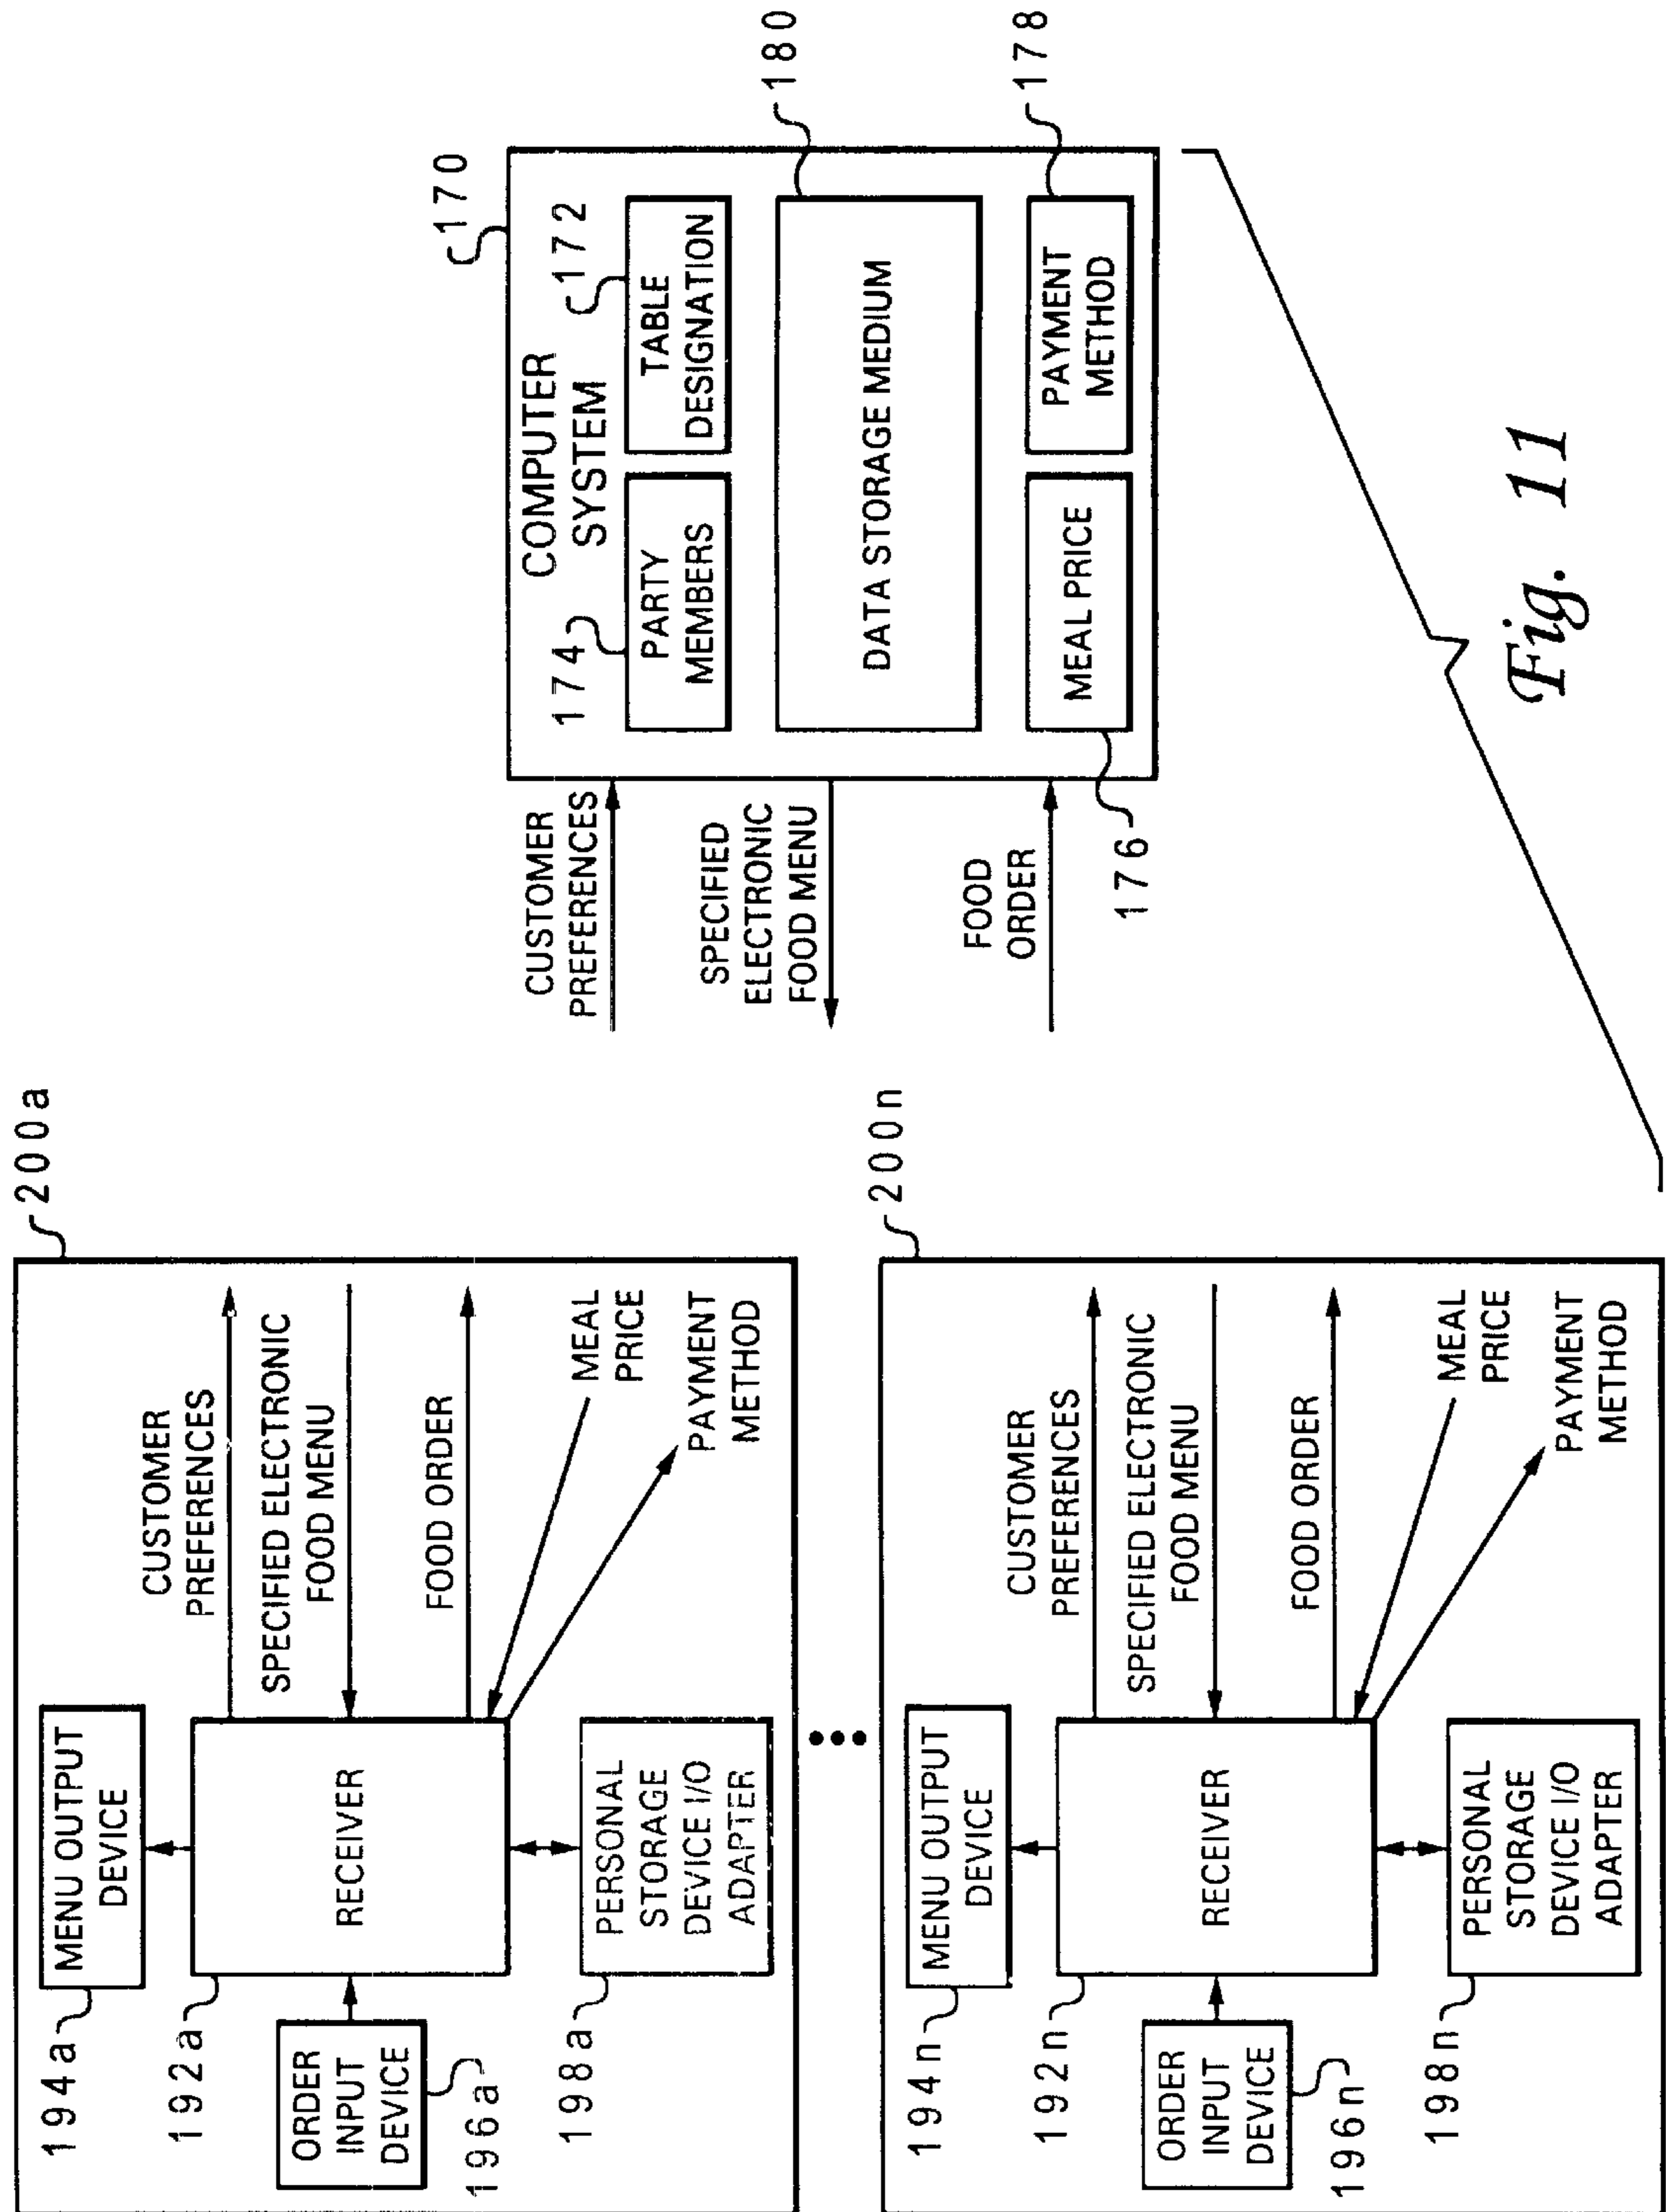 200a
194a
MENU OUTPUT
DEVICE
192a
RECEIVER
ORDER
INPUT
DEVICE
196a
198a
PERSONAL
STORAGE
DEVICE I/O
ADAPTER
CUSTOMER
PREFERENCES
SPECIFIED ELECTRONIC
FOOD MENU
FOOD ORDER
MEAL
PRICE
PAYMENT
METHOD
200n
194n
MENU OUTPUT
DEVICE
192n
RECEIVER
ORDER
INPUT
DEVICE
196n
198n
PERSONAL
STORAGE
DEVICE I/O
ADAPTER
CUSTOMER
PREFERENCES
SPECIFIED ELECTRONIC
FOOD MENU
FOOD ORDER
MEAL
PRICE
PAYMENT
METHOD
170
COMPUTER
SYSTEM
174
172
PARTY
MEMBERS
TABLE
DESIGNATION
180
DATA STORAGE MEDIUM
MEAL PRICE
PAYMENT
METHOD
176
178
CUSTOMER
PREFERENCES
SPECIFIED
ELECTRONIC
FOOD MENU
FOOD
ORDER
Fig. 11